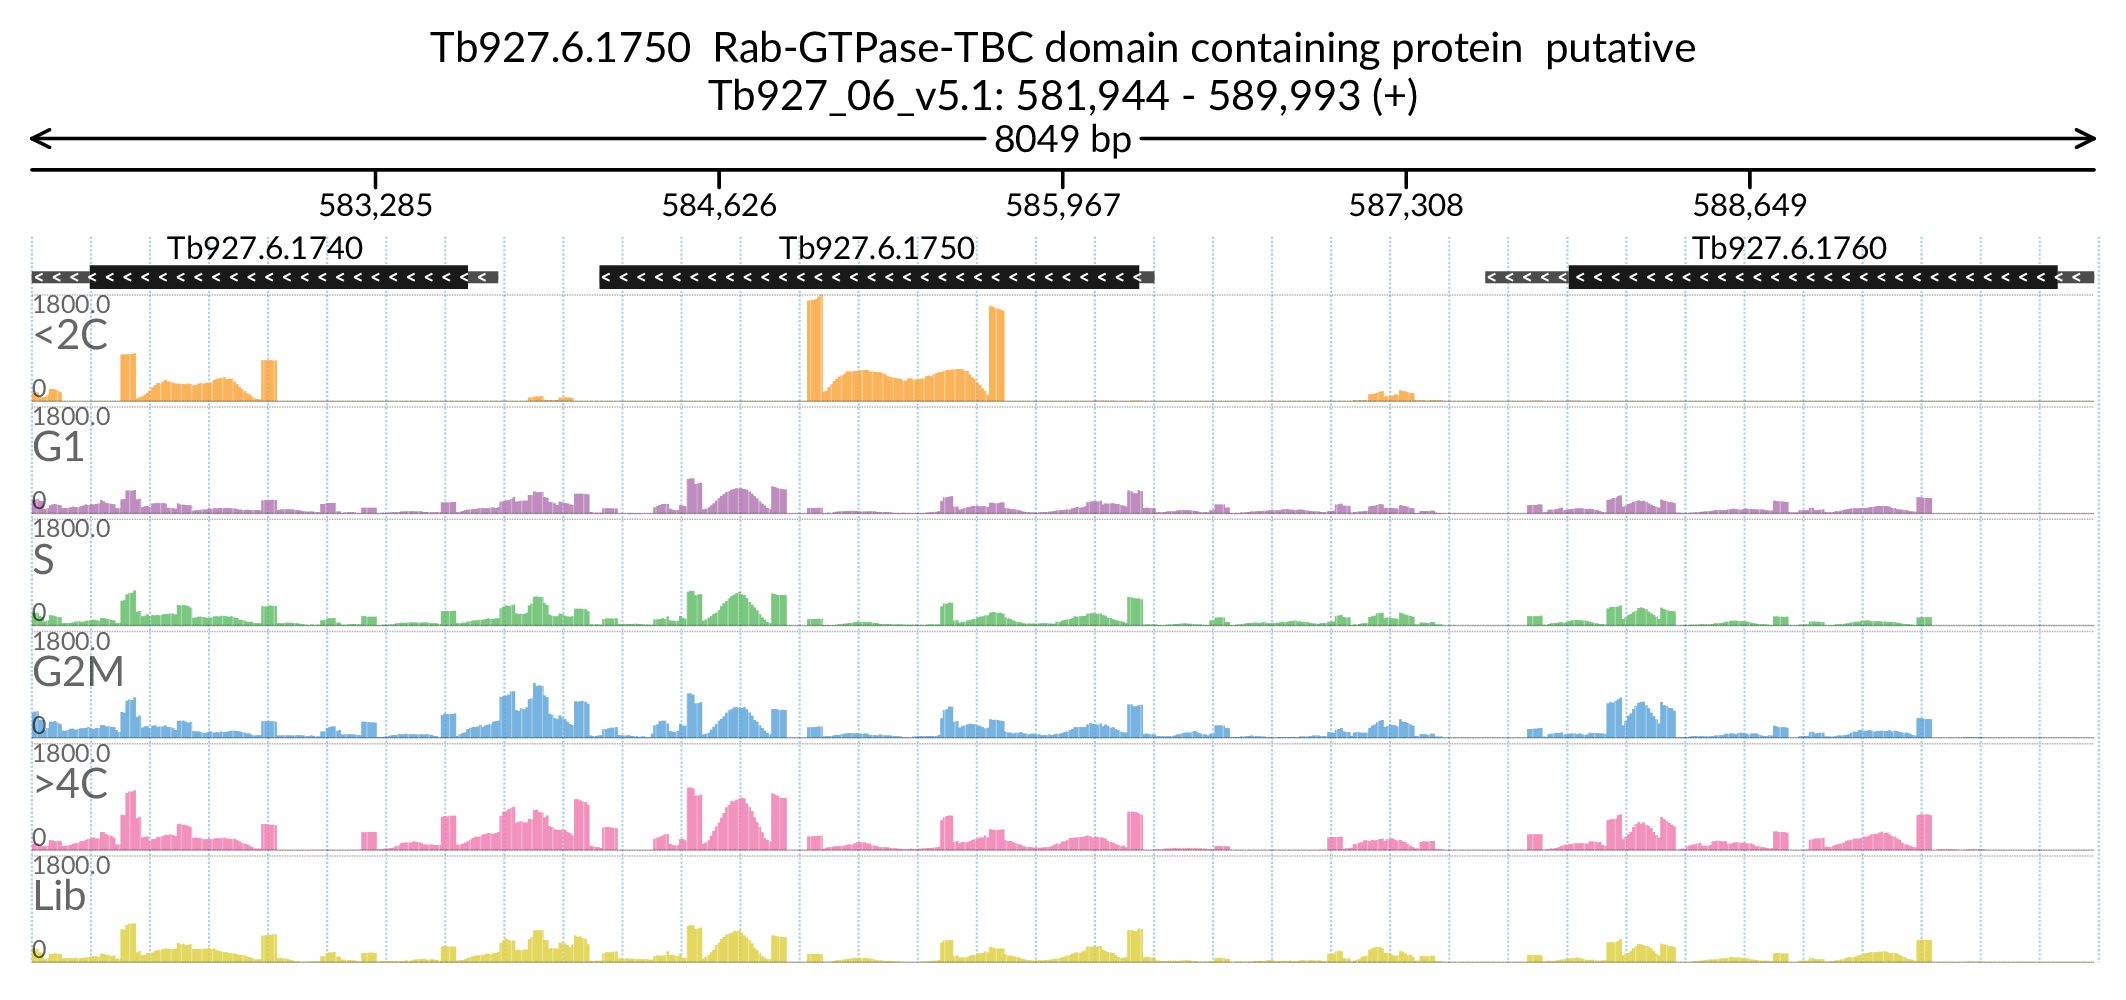 Tb927.6.1750  Rab-GTPase-TBC domain containing protein  putative
Tb927_06_v5.1: 581,944 - 589,993 (+)
8049 bp
583,285 584,626 585,967 587,308 588,649
Tb927.6.1740 Tb927.6.1750 Tb927.6.1760
1800.0
<2C
0
1800.0
G1
0
1800.0
S
0
1800.0
G2M
0
1800.0
>4C
0
1800.0
Lib
0